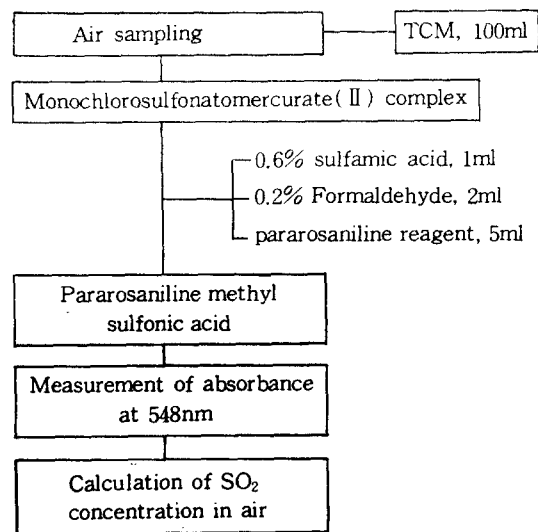 Air sampling
TCM, 100ml
Monochlorosulfonatomercurate(Ⅱ) complex
0.6% sulfamic acid, 1ml
0.2% Formaldehyde, 2ml
pararosaniline reagent, 5ml
Pararosaniline methyl
sulfonic acid
Measurement of absorbance
at 548nm
Calculation of SO₂
concentration in air